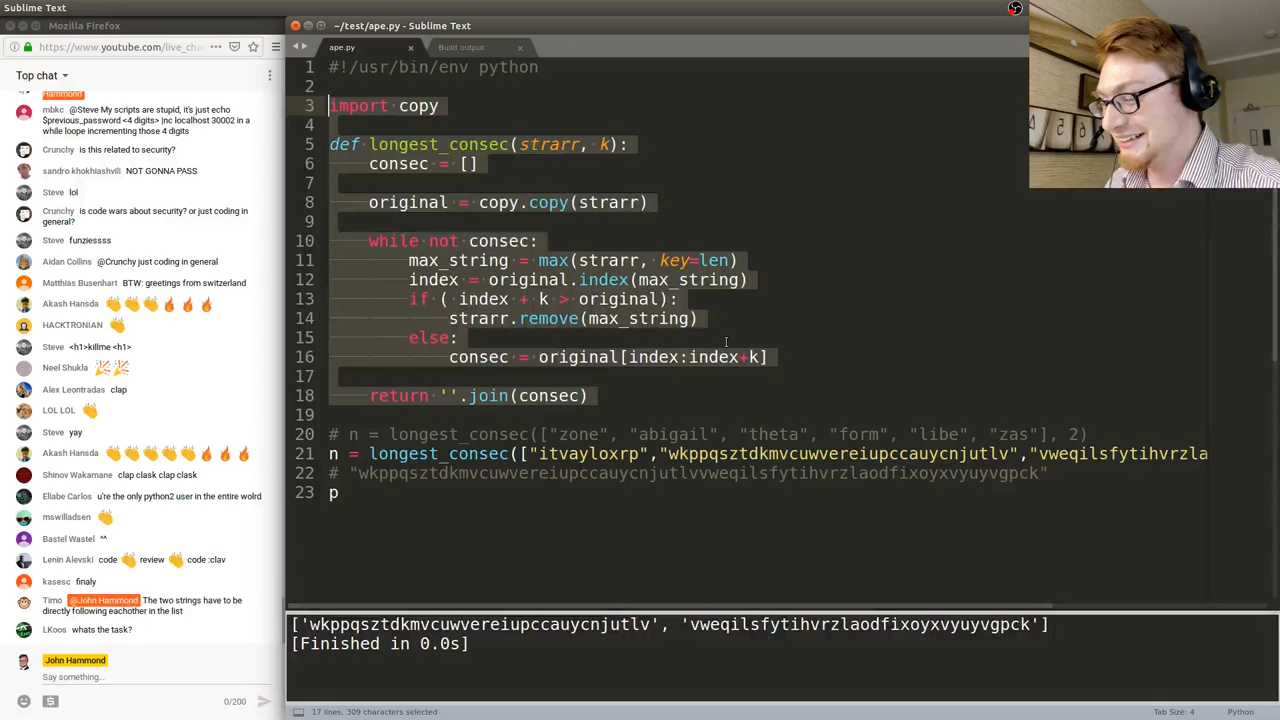 Sublime Text
Mozilla Firefox
https://www.youtube.com/live_cha
Top chat
Hammond
mbkc @Steve My scripts are stupid, it's just echo
$previous_password <4 digits> |nc localhost 30002 in a
while loope incrementing those 4 digits
Crunchy is this related to security?
sandro khokhiashvili NOT GONNA PASS
Steve lol
Crunchy is code wars about security? or just coding in
general?
Steve funziessss
Aidan Collins @Crunchy just coding in general
Matthias Busenhart BTW: greetings from switzerland
Akash Hansda 👏👏👏🔥🔥🔥
HACKTRONIAN 👏
Steve <h1>killme <h1>
Neel Shukla 🎉🎉
Alex Leontradas clap
LOL LOL 👏
Steve yay
Akash Hansda 👏👏👏👏🔥🔥🔥
Shinov Wakamane clap clap clack
Eliabe Carlos u're the only python2 user in the entire wolrd
mswilladsen 👏
Bastel Wastel ^^
Lenin Alevski code 👏 review 👏 code :clav
kasesc finaly
Timo @John Hammond The two strings have to be
directly following eachother in the list
LKoos whats the task?
John Hammond
Say something...
0/200
~/test/ape.py - Sublime Text
ape.py
Build output
1 #!/usr/bin/env python
2
3 import copy
4
5 def longest_consec(strarr, k):
6 consec = []
7
8 original = copy.copy(strarr)
9
10 while not consec:
11 max_string = max(strarr, key=len)
12 index = original.index(max_string)
13 if ( index + k > original):
14 strarr.remove(max_string)
15 else:
16 consec = original[index:index+k]
17
18 return ''.join(consec)
19
20 # n = longest_consec(["zone", "abigail", "theta", "form", "libe", "zas"], 2)
21 n = longest_consec(["itvayloxrp","wkppqsztdkmvcuwvereiupccauycnjutlv","vweqilsfytihvrzla
22 # "wkppqsztdkmvcuwvereiupccauycnjutlvvweqilsfytihvrzlaodfixoyxvyuyvgpck"
23 p
['wkppqsztdkmvcuwvereiupccauycnjutlv', 'vweqilsfytihvrzlaodfixoyxvyuyvgpck']
[Finished in 0.0s]
17 lines, 309 characters selected
Tab Size: 4
Python